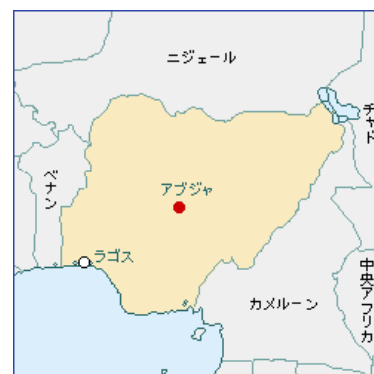 ニジェール
チャド
ベナン
アブジャ
ラゴス
カメルーン
中央アフリカ